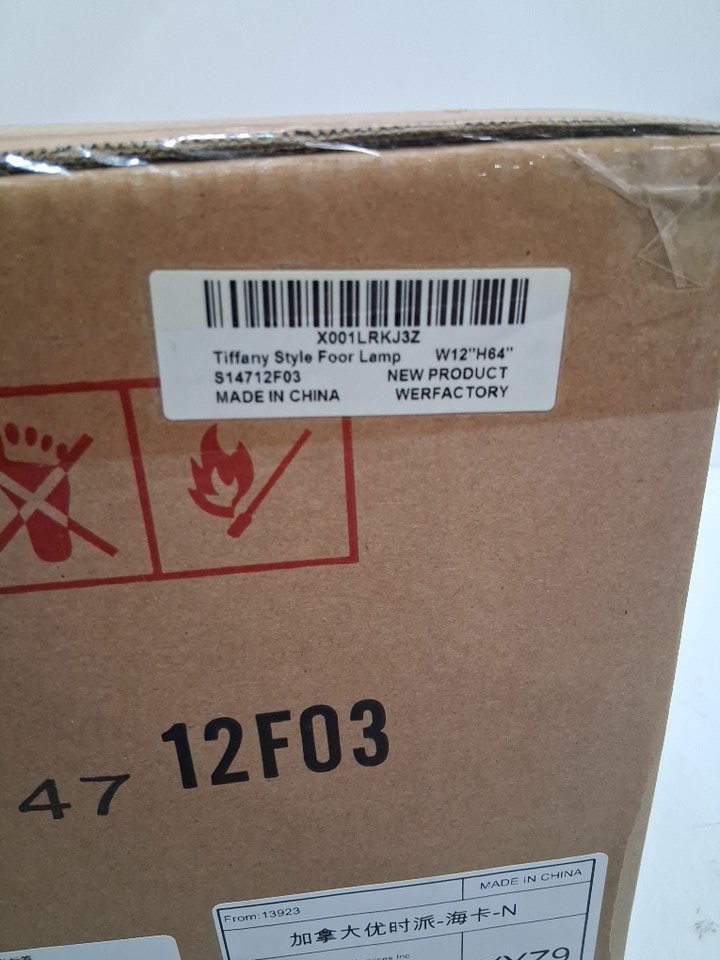 X001LRKJ3Z
Tiffany Style Foor Lamp W12"H64"
S14712F03 NEW PRODUCT
MADE IN CHINA WERFACTORY
47 12F03
MADE IN CHINA
From:13923
加拿大优时派-海卡-N
Inc